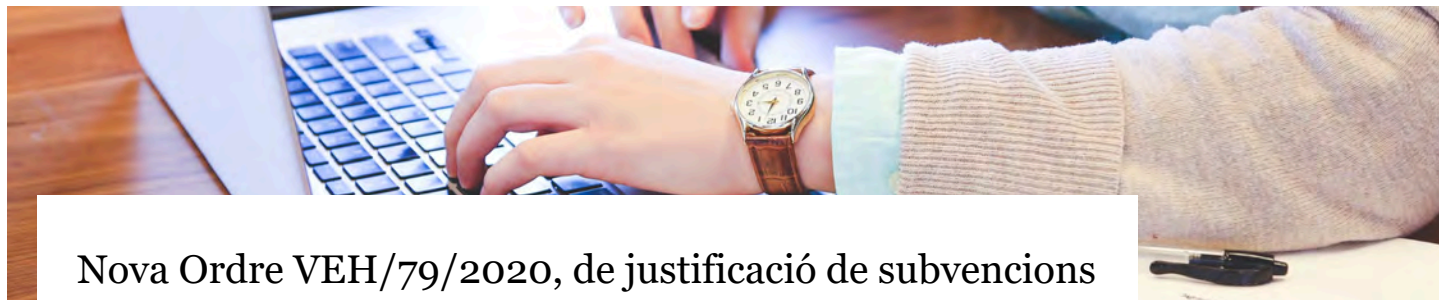 Nova Ordre VEH/79/2020, de justificació de subvencions